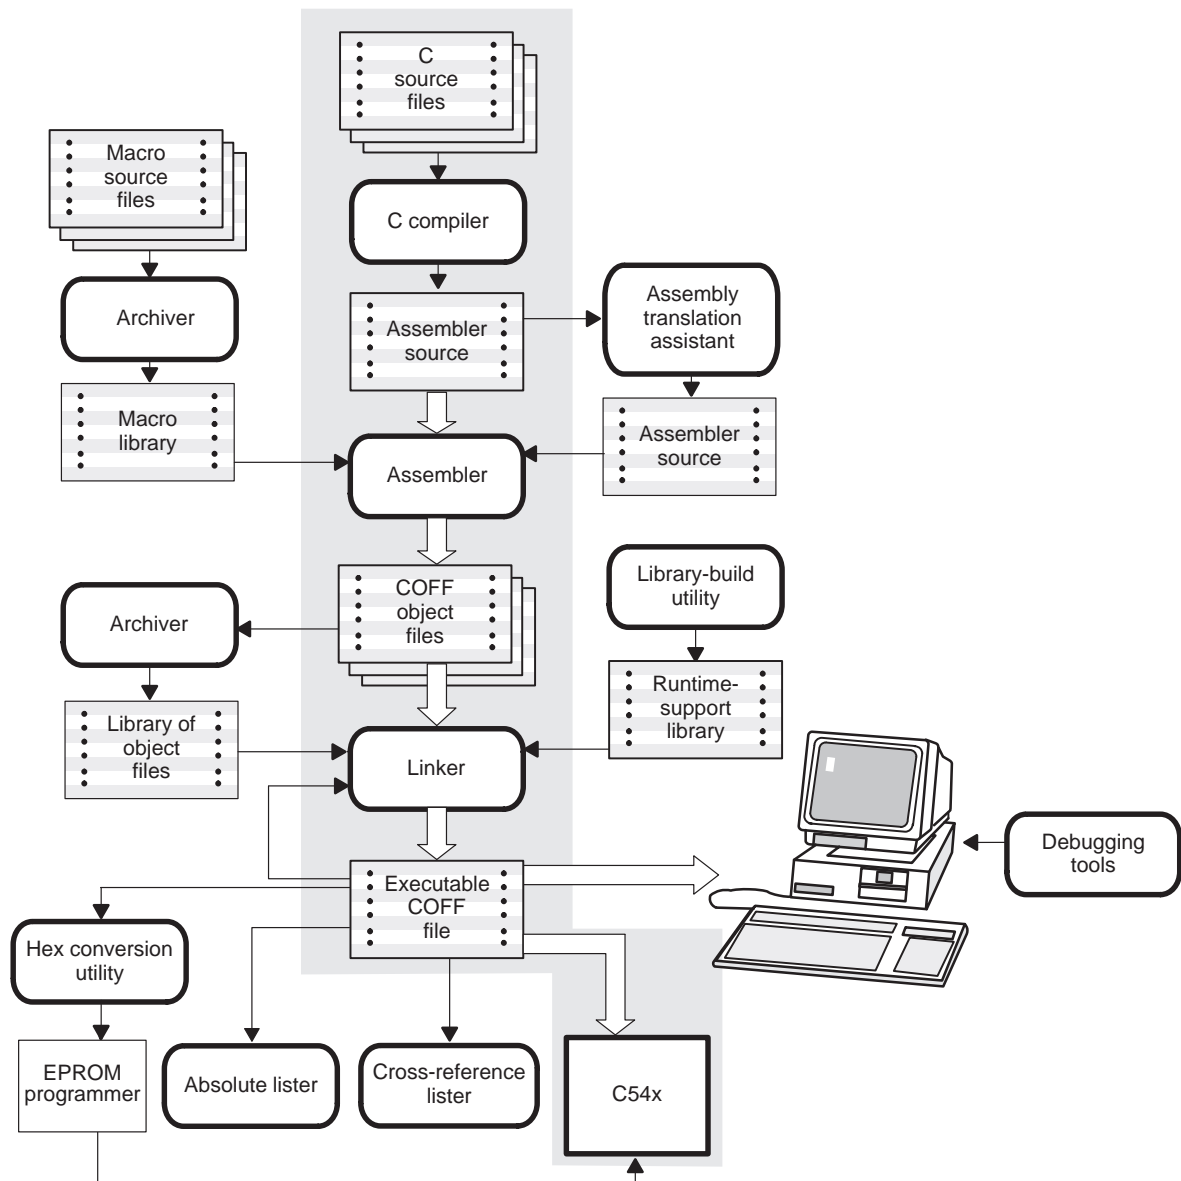 C
source
files
Macro
source
files
C compiler
Archiver
Assembler
source
Assembly
translation
assistant
Macro
library
Assembler
source
Assembler
COFF
object
files
Library-build
utility
Archiver
Runtime-
support
library
Library of
object
files
Linker
Debugging
tools
Executable
COFF
file
Hex conversion
utility
EPROM
programmer
Absolute lister
Cross-reference
lister
C54x